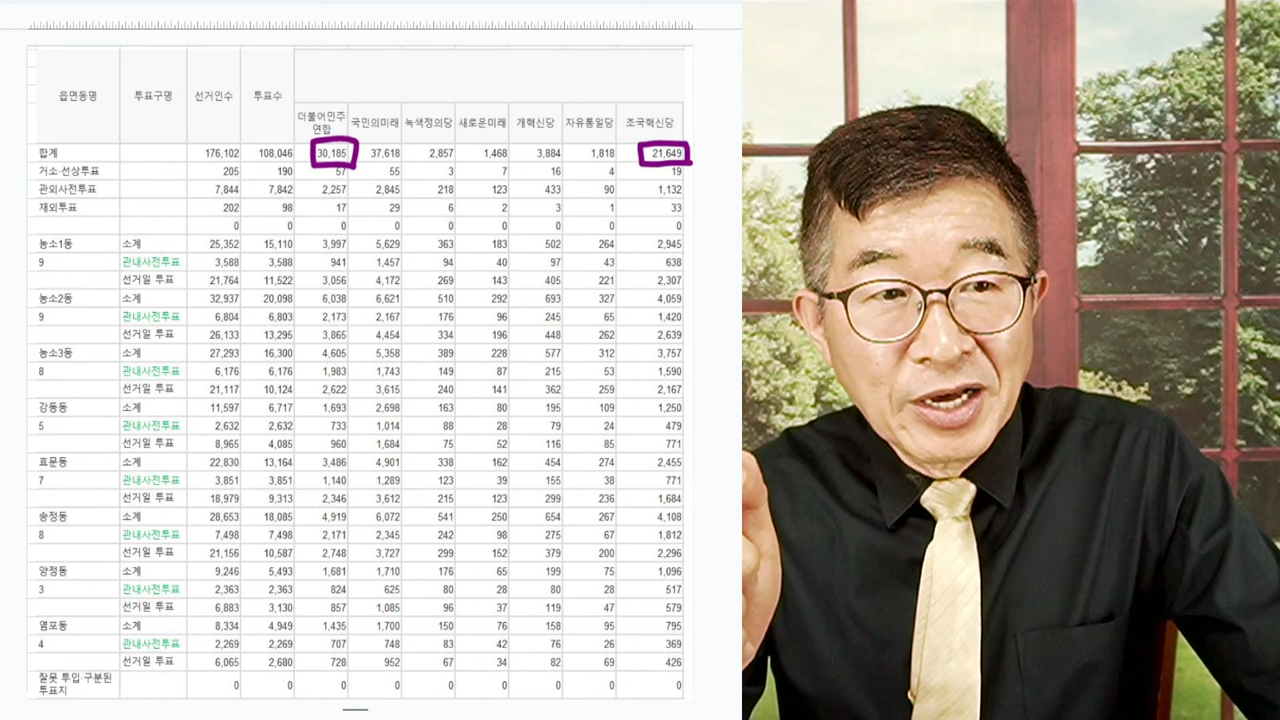 읍면동명 투표구명 선거인수 투표수
더불어민주연합 국민의미래 녹색정의당 새로운미래 개혁신당 자유통일당 조국혁신당
합계 176,102 108,046 30,185 37,618 2,857 1,468 3,884 1,818 21,649
거소·선상투표 205 190 57 55 3 7 16 4 19
관외사전투표 7,844 7,842 2,257 2,845 218 123 433 90 1,132
재외투표 202 98 17 29 6 2 3 1 33
0 0 0 0 0 0 0 0
농소1동 소계 25,352 15,110 3,997 5,629 363 183 502 264 2,945
9 관내사전투표 3,588 3,588 941 1,457 94 40 97 43 638
선거일 투표 21,764 11,522 3,056 4,172 269 143 405 221 2,307
농소2동 소계 32,937 20,098 6,038 6,621 510 292 693 327 4,059
9 관내사전투표 6,804 6,803 2,173 2,167 176 96 245 65 1,420
선거일 투표 26,133 13,295 3,865 4,454 334 196 448 262 2,639
농소3동 소계 27,293 16,300 4,605 5,358 389 228 577 312 3,757
8 관내사전투표 6,176 6,176 1,983 1,743 149 87 215 53 1,590
선거일 투표 21,117 10,124 2,622 3,615 240 141 362 259 2,167
강동동 소계 11,597 6,717 1,693 2,698 163 80 195 109 1,250
5 관내사전투표 2,632 2,632 733 1,014 88 28 79 24 479
선거일 투표 8,965 4,085 960 1,684 75 52 116 85 771
효문동 소계 22,830 13,164 3,486 4,901 338 162 454 274 2,455
7 관내사전투표 3,851 3,851 1,140 1,289 123 39 155 38 771
선거일 투표 18,979 9,313 2,346 3,612 215 123 299 236 1,684
송정동 소계 28,653 18,085 4,919 6,072 541 250 654 267 4,108
8 관내사전투표 7,498 7,498 2,171 2,345 242 98 275 67 1,812
선거일 투표 21,156 10,587 2,748 3,727 299 152 379 200 2,296
양정동 소계 9,246 5,493 1,681 1,710 176 65 199 75 1,096
3 관내사전투표 2,363 2,363 824 625 80 28 80 28 517
선거일 투표 6,883 3,130 857 1,085 96 37 119 47 579
염포동 소계 8,334 4,949 1,435 1,700 150 76 158 95 795
4 관내사전투표 2,269 2,269 707 748 83 42 76 26 369
선거일 투표 6,065 2,680 728 952 67 34 82 69 426
잘못 투입·구분된
투표지 0 0 0 0 0 0 0 0 0